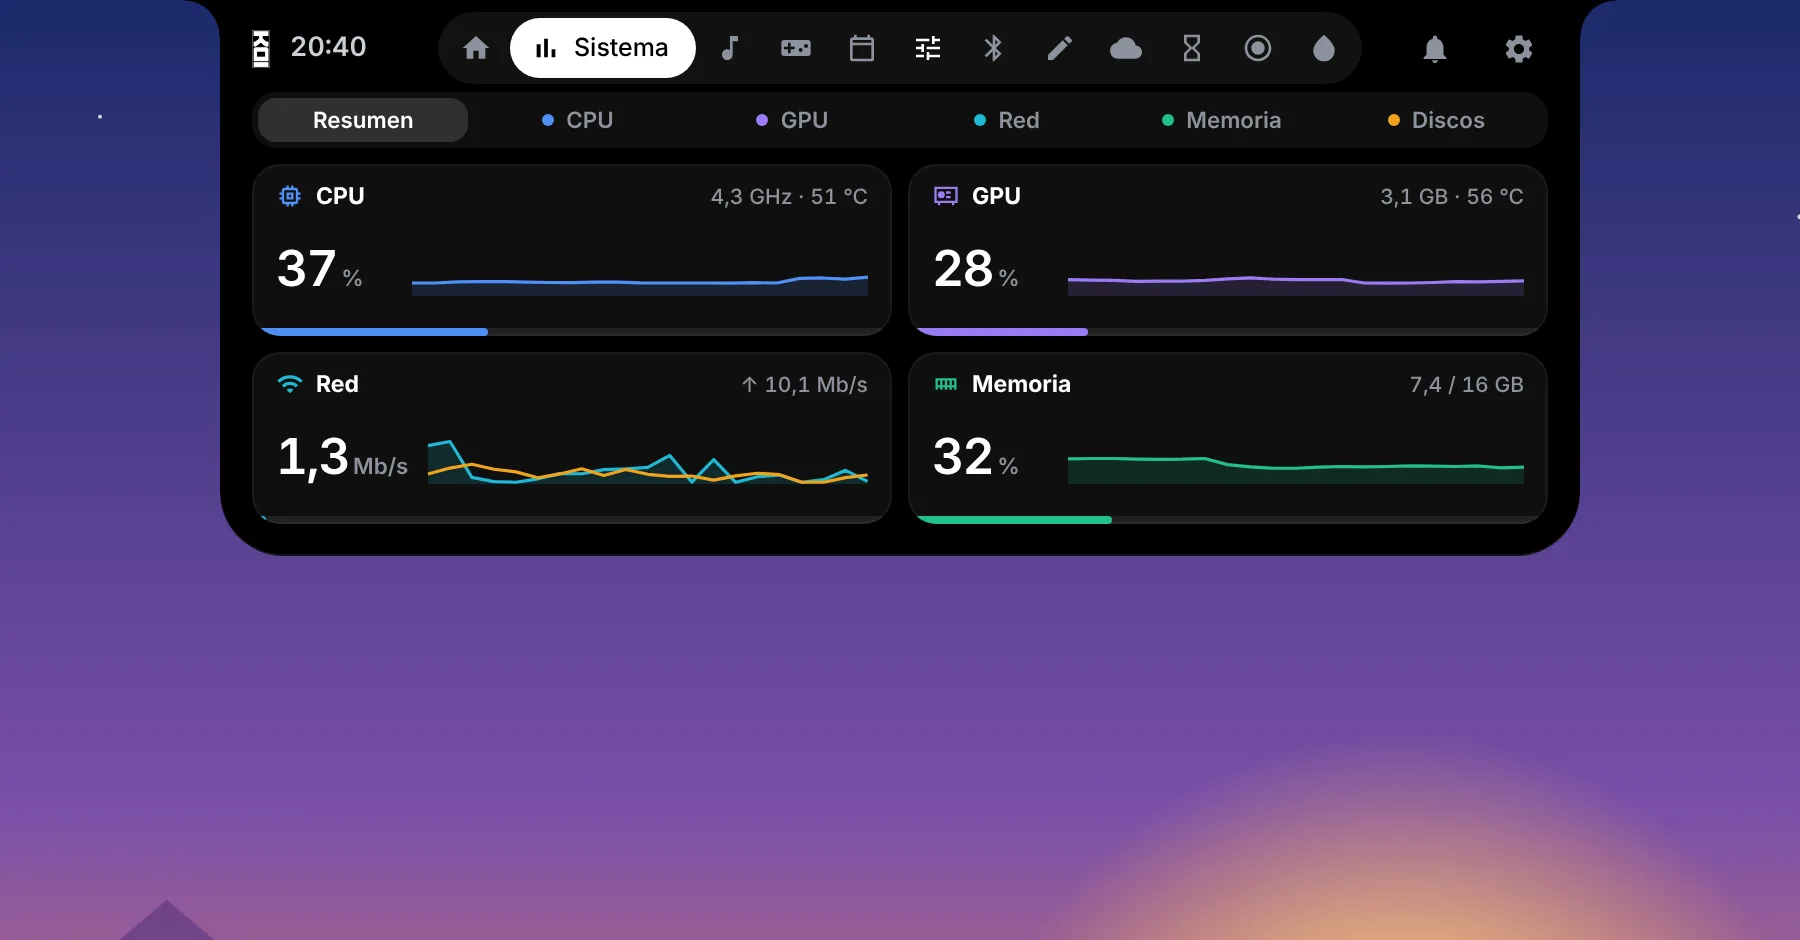 20:40
Sistema
Resumen
CPU
GPU
Red
Memoria
Discos
CPU
4,3 GHz · 51 °C
37 %
GPU
3,1 GB · 56 °C
28 %
Red
↑ 10,1 Mb/s
1,3 Mb/s
Memoria
7,4 / 16 GB
32 %